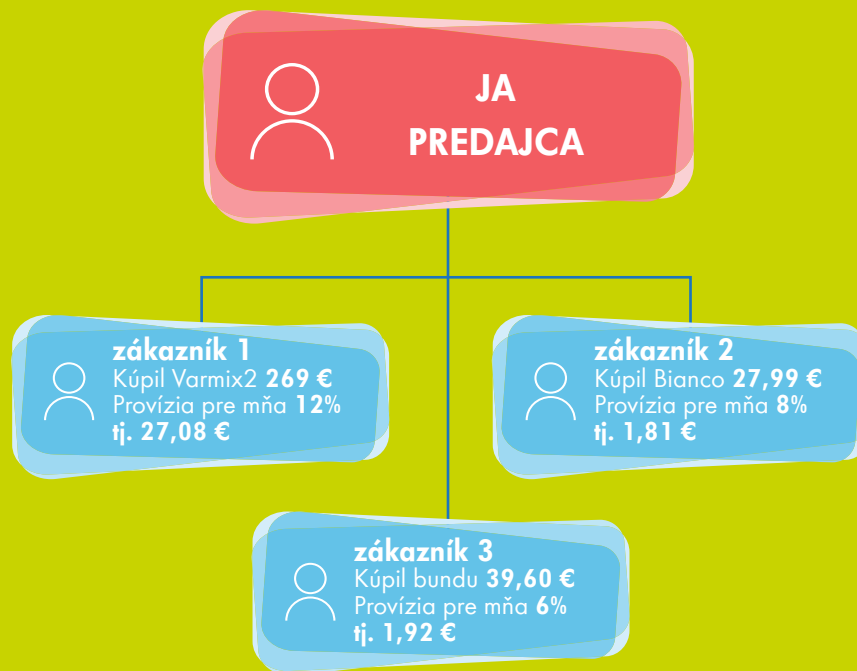 JA
PREDAJCA
zákazník 1
Kúpil Varmix2 269 €
Provízia pre mňa 12%
tj. 27,08 €
zákazník 2
Kúpil Bianco 27,99 €
Provízia pre mňa 8%
tj. 1,81 €
zákazník 3
Kúpil bundu 39,60 €
Provízia pre mňa 6%
tj. 1,92 €